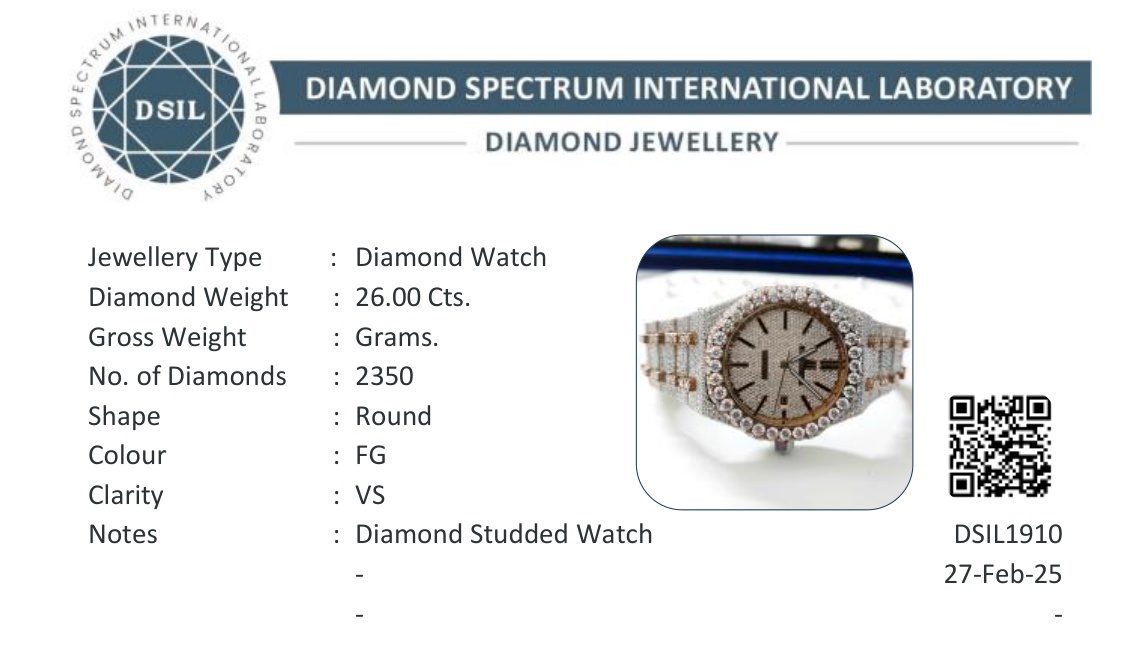 DIAMOND SPECTRUM INTERNATIONAL LABORATORY
DSIL
DIAMOND SPECTRUM INTERNATIONAL LABORATORY
DIAMOND JEWELLERY
Jewellery Type : Diamond Watch
Diamond Weight : 26.00 Cts.
Gross Weight : Grams.
No. of Diamonds : 2350
Shape : Round
Colour : FG
Clarity : VS
Notes : Diamond Studded Watch
DSIL1910
-
27-Feb-25
-
-